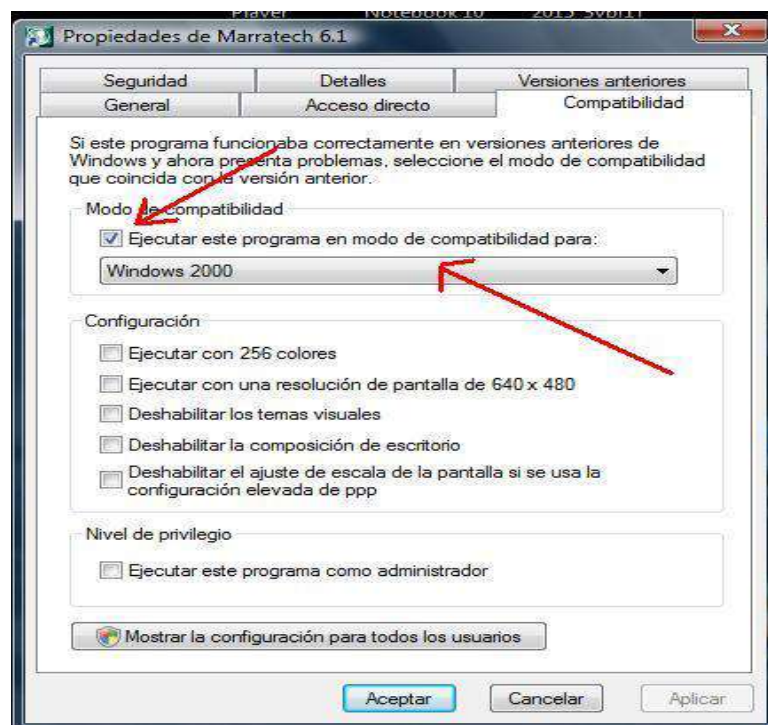 Player Notebook 10
Propiedades de Marratech 6.1
Seguridad Detalles Versiones anteriores
General Acceso directo Compatibilidad
Si este programa funcionaba correctamente en versiones anteriores de
Windows y ahora presenta problemas, seleccione el modo de compatibilidad
que coincida con la versión anterior.
Modo de compatibilidad
Ejecutar este programa en modo de compatibilidad para:
Windows 2000
Configuración
Ejecutar con 256 colores
Ejecutar con una resolución de pantalla de 640 x 480
Deshabilitar los temas visuales
Deshabilitar la composición de escritorio
Deshabilitar el ajuste de escala de la pantalla si se usa la
configuración elevada de ppp
Nivel de privilegio
Ejecutar este programa como administrador
Mostrar la configuración para todos los usuarios
Aceptar Cancelar Aplicar